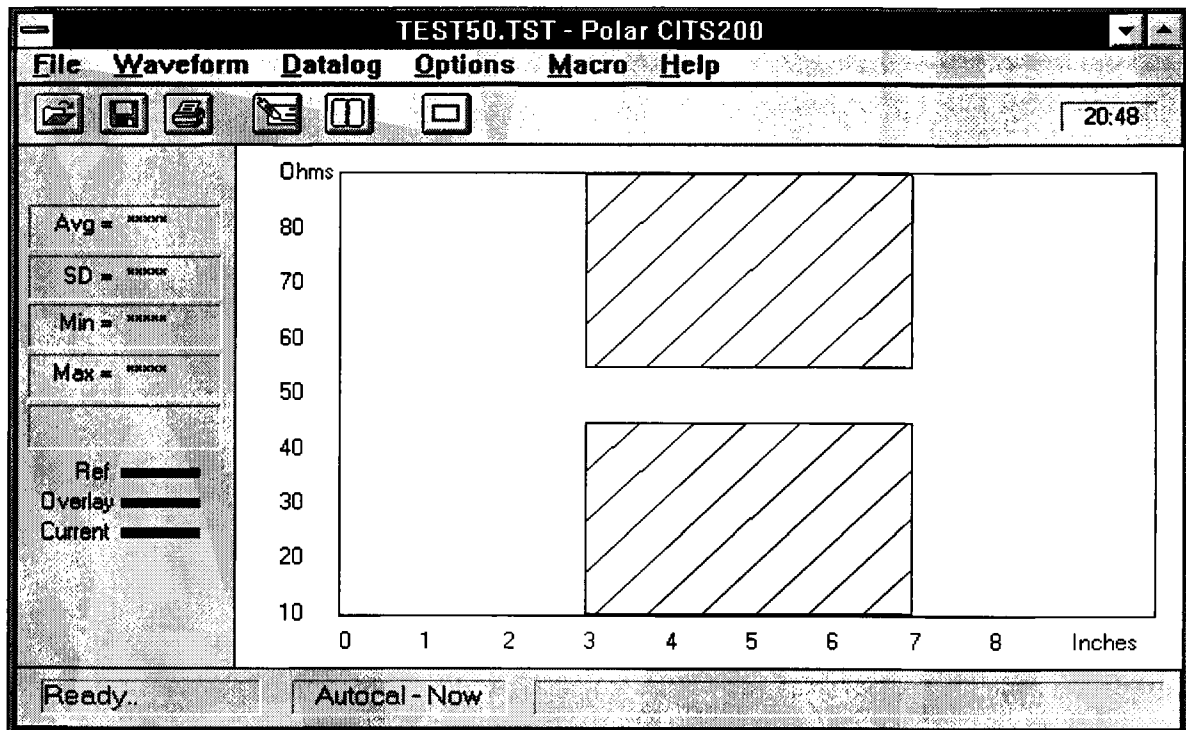 TEST50.TST - Polar CITS200
File Waveform Datalog Options Macro Help
20:48
Avg = *****
SD = *****
Min = *****
Max = *****
Ref
Overlay
Current
Ohms
80
70
60
50
40
30
20
10
0 1 2 3 4 5 6 7 8 Inches
Ready.. Autocal - Now